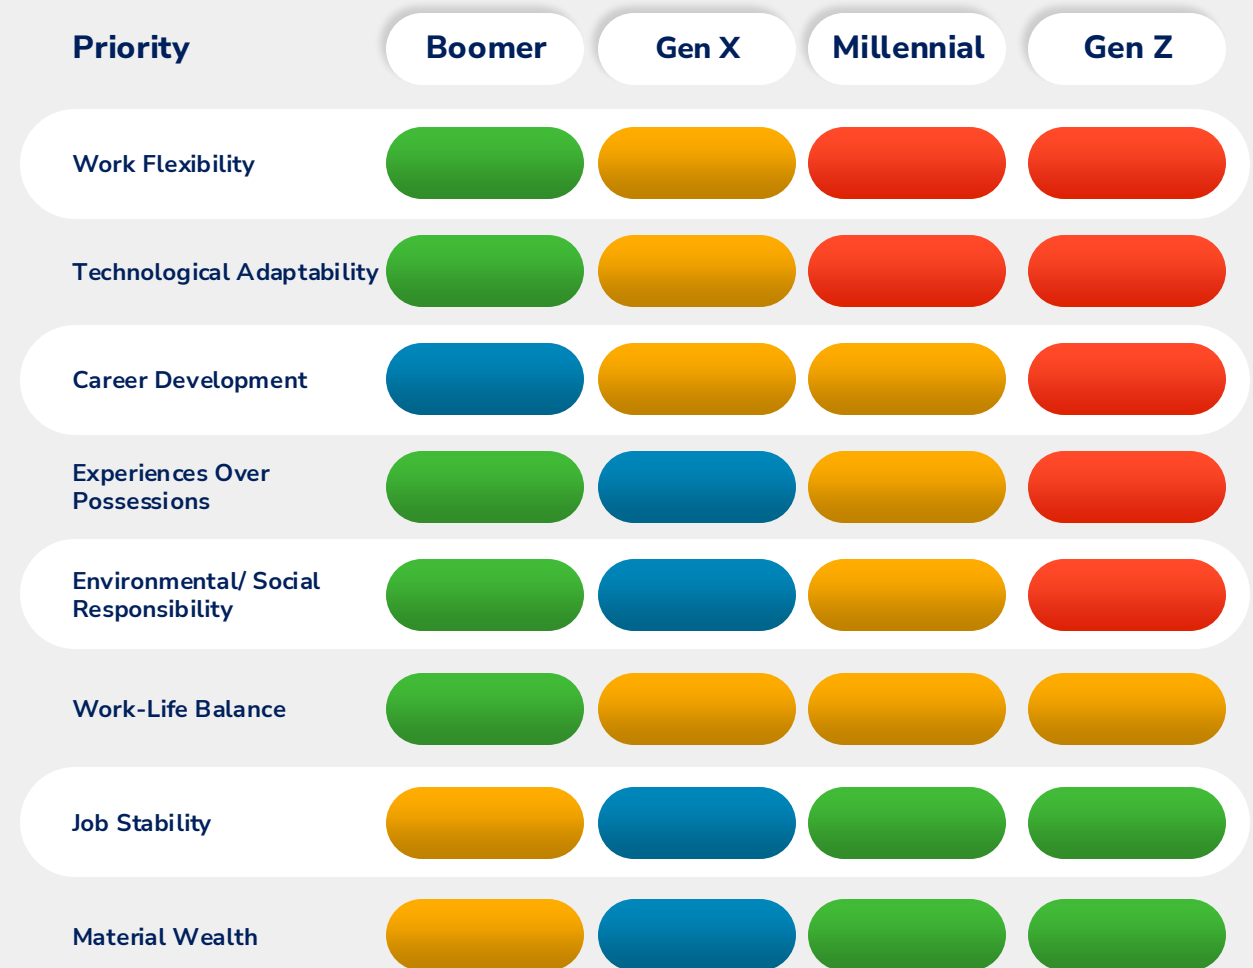 Priority
Boomer
Gen X
Millennial
Gen Z
Work Flexibility
Technological Adaptability
Career Development
Experiences Over
Possessions
Environmental/ Social
Responsibility
Work-Life Balance
Job Stability
Material Wealth